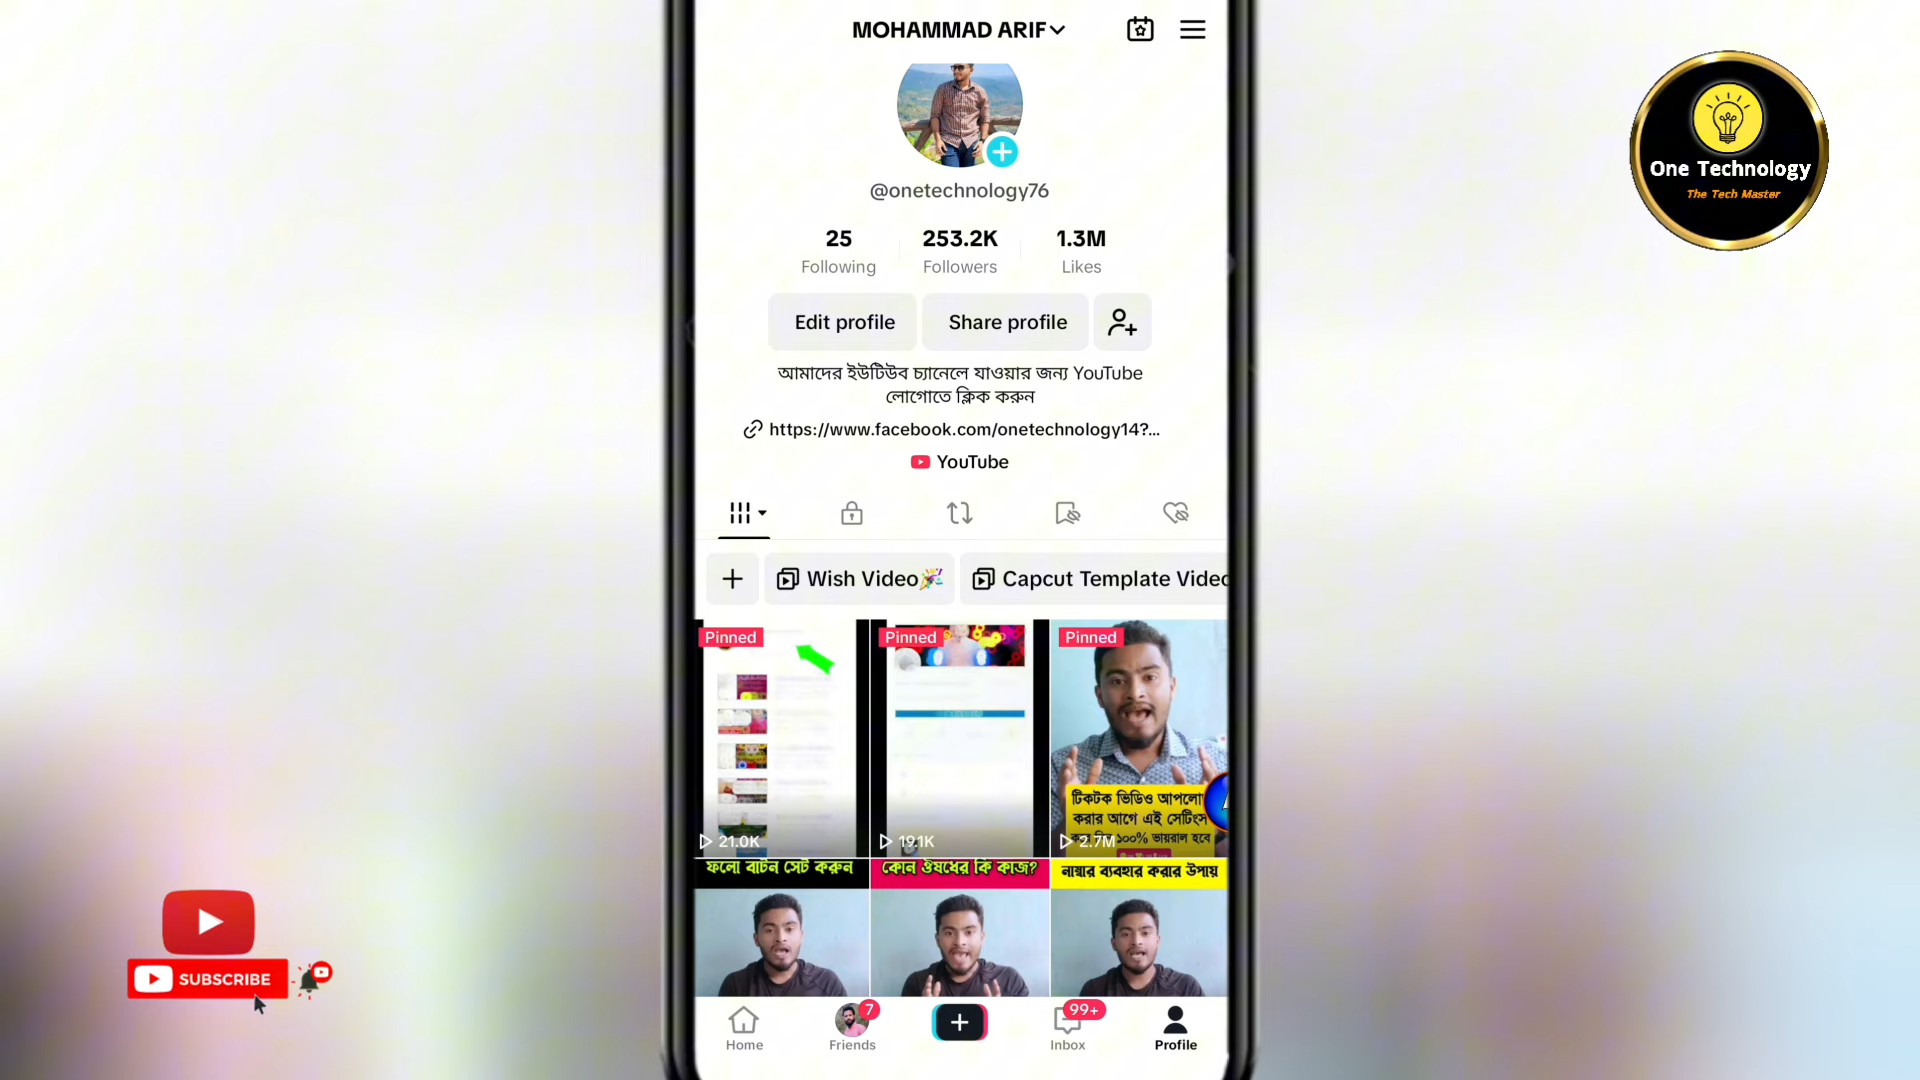 MOHAMMAD ARIF
One Technology
The Tech Master
@onetechnology76
25 253.2K 1.3M
Following Followers Likes
Edit profile Share profile
আমাদের ইউটিউব চ্যানেলে যাওয়ার জন্য YouTube
লোগোতে ক্লিক করুন
https://www.facebook.com/onetechnology14?...
YouTube
Wish Video Capcut Template Video
Pinned Pinned Pinned
টিকটক ভিডিও আপলো
করার আগে এই সেটিংস
১০০% ভায়রাল হবে
21.0K 19.1K 2.7M
ফলো বাটন সেট করুন
কোন ঔষধের কি কাজ?
নাম্বার ব্যবহার করার উপায়
SUBSCRIBE
7 99+
Home Friends Inbox Profile